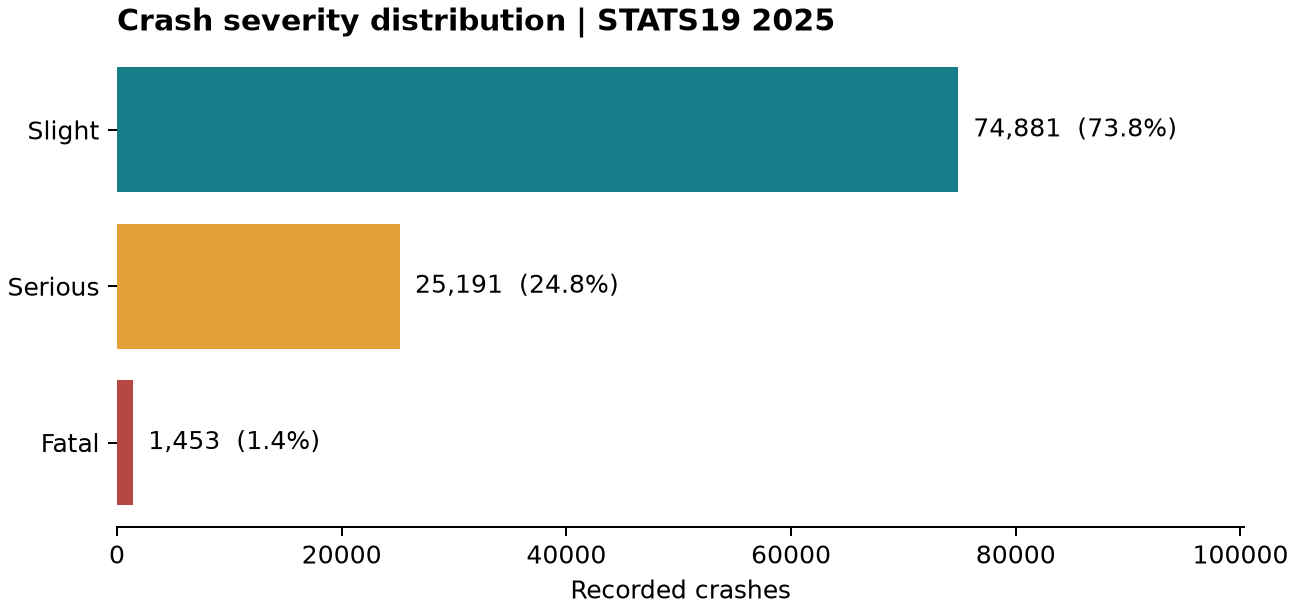 Crash severity distribution | STATS19 2025
Slight
74,881 (73.8%)
Serious
25,191 (24.8%)
Fatal
1,453 (1.4%)
0 20000 40000 60000 80000 100000
Recorded crashes